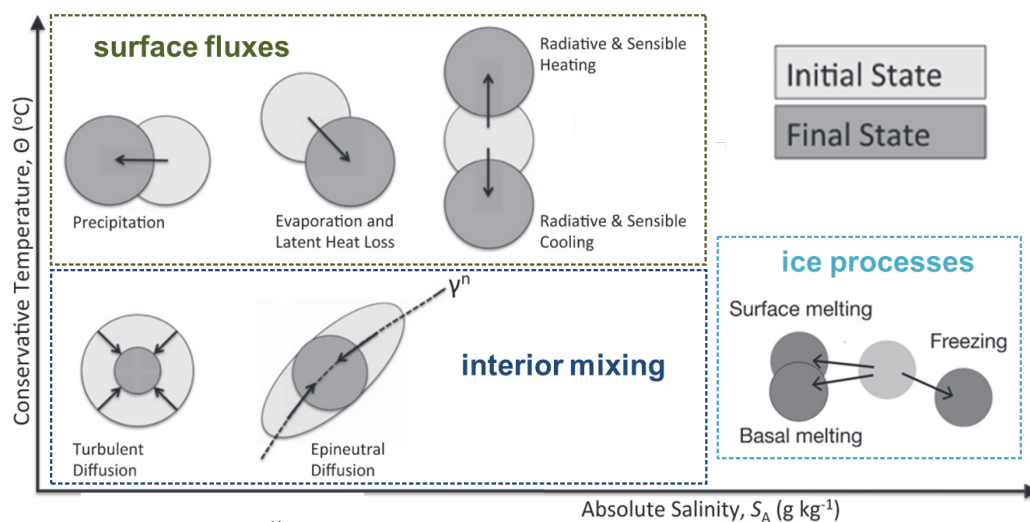 surface fluxes
Radiative & Sensible
Heating
Initial State
Final State
Precipitation
Evaporation and
Latent Heat Loss
Radiative & Sensible
Cooling
Conservative Temperature, Θ (°C)
ice processes
γⁿ
Surface melting
Freezing
interior mixing
Basal melting
Turbulent
Diffusion
Epineutral
Diffusion
Absolute Salinity, S_A (g kg⁻¹)